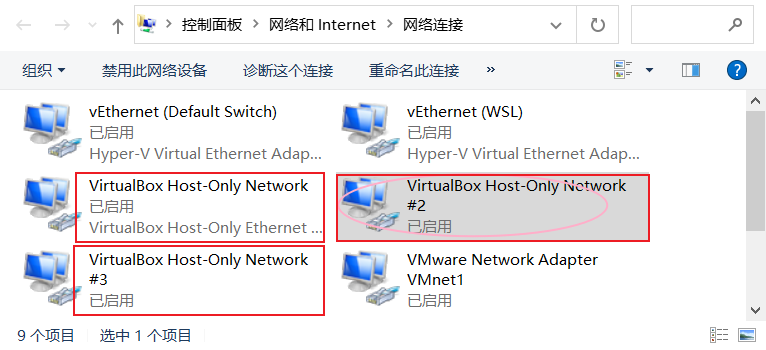 控制面板 > 网络和 Internet > 网络连接
组织 禁用此网络设备 诊断这个连接 重命名此连接 »
vEthernet (Default Switch)
已启用
Hyper-V Virtual Ethernet Adap...
vEthernet (WSL)
已启用
Hyper-V Virtual Ethernet Adap...
VirtualBox Host-Only Network
已启用
VirtualBox Host-Only Ethernet ...
VirtualBox Host-Only Network
#2
已启用
VirtualBox Host-Only Network
#3
已启用
VMware Network Adapter
VMnet1
已启用
9 个项目 选中 1 个项目